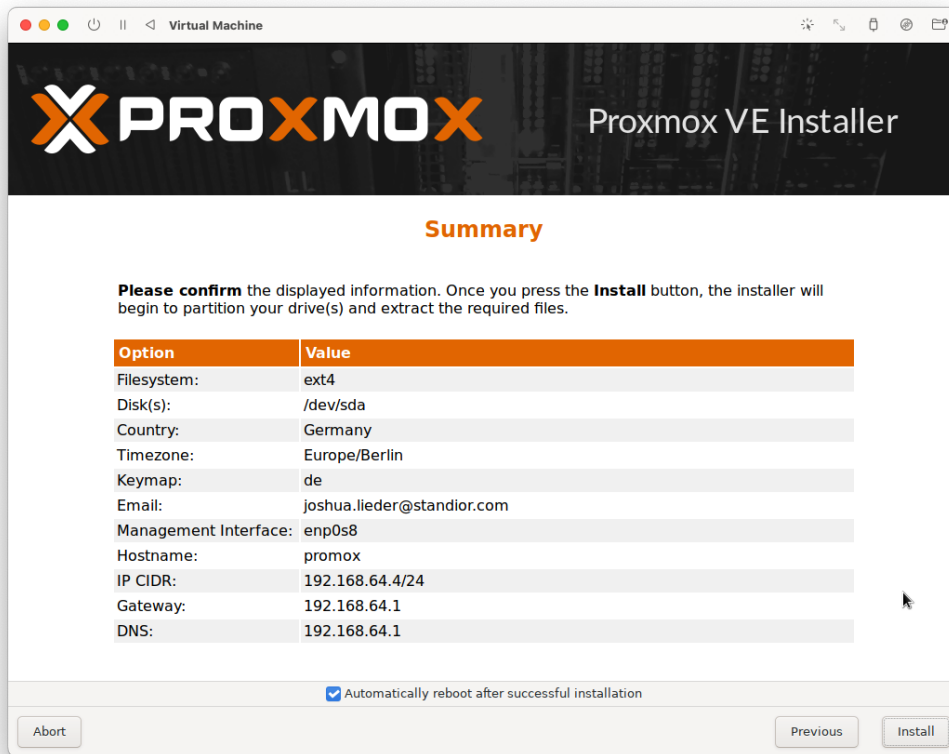 Virtual Machine
PROXMOX
Proxmox VE Installer
Summary
Please confirm the displayed information. Once you press the Install button, the installer will
begin to partition your drive(s) and extract the required files.
Option Value
Filesystem: ext4
Disk(s): /dev/sda
Country: Germany
Timezone: Europe/Berlin
Keymap: de
Email: joshua.lieder@standior.com
Management Interface: enp0s8
Hostname: promox
IP CIDR: 192.168.64.4/24
Gateway: 192.168.64.1
DNS: 192.168.64.1
Automatically reboot after successful installation
Abort Previous Install